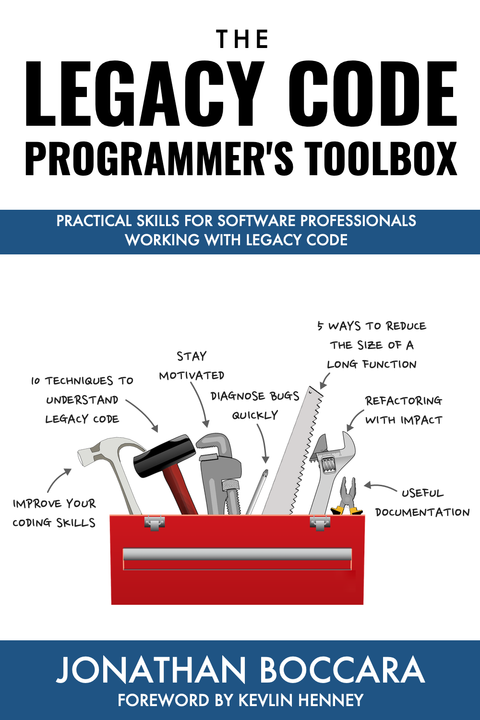 THE
LEGACY CODE
PROGRAMMER'S TOOLBOX
PRACTICAL SKILLS FOR SOFTWARE PROFESSIONALS
WORKING WITH LEGACY CODE
5 WAYS TO REDUCE
THE SIZE OF A
LONG FUNCTION
STAY
MOTIVATED
10 TECHNIQUES TO
UNDERSTAND
LEGACY CODE
DIAGNOSE BUGS
QUICKLY
REFACTORING
WITH IMPACT
IMPROVE YOUR
CODING SKILLS
USEFUL
DOCUMENTATION
JONATHAN BOCCARA
FOREWORD BY KEVLIN HENNEY